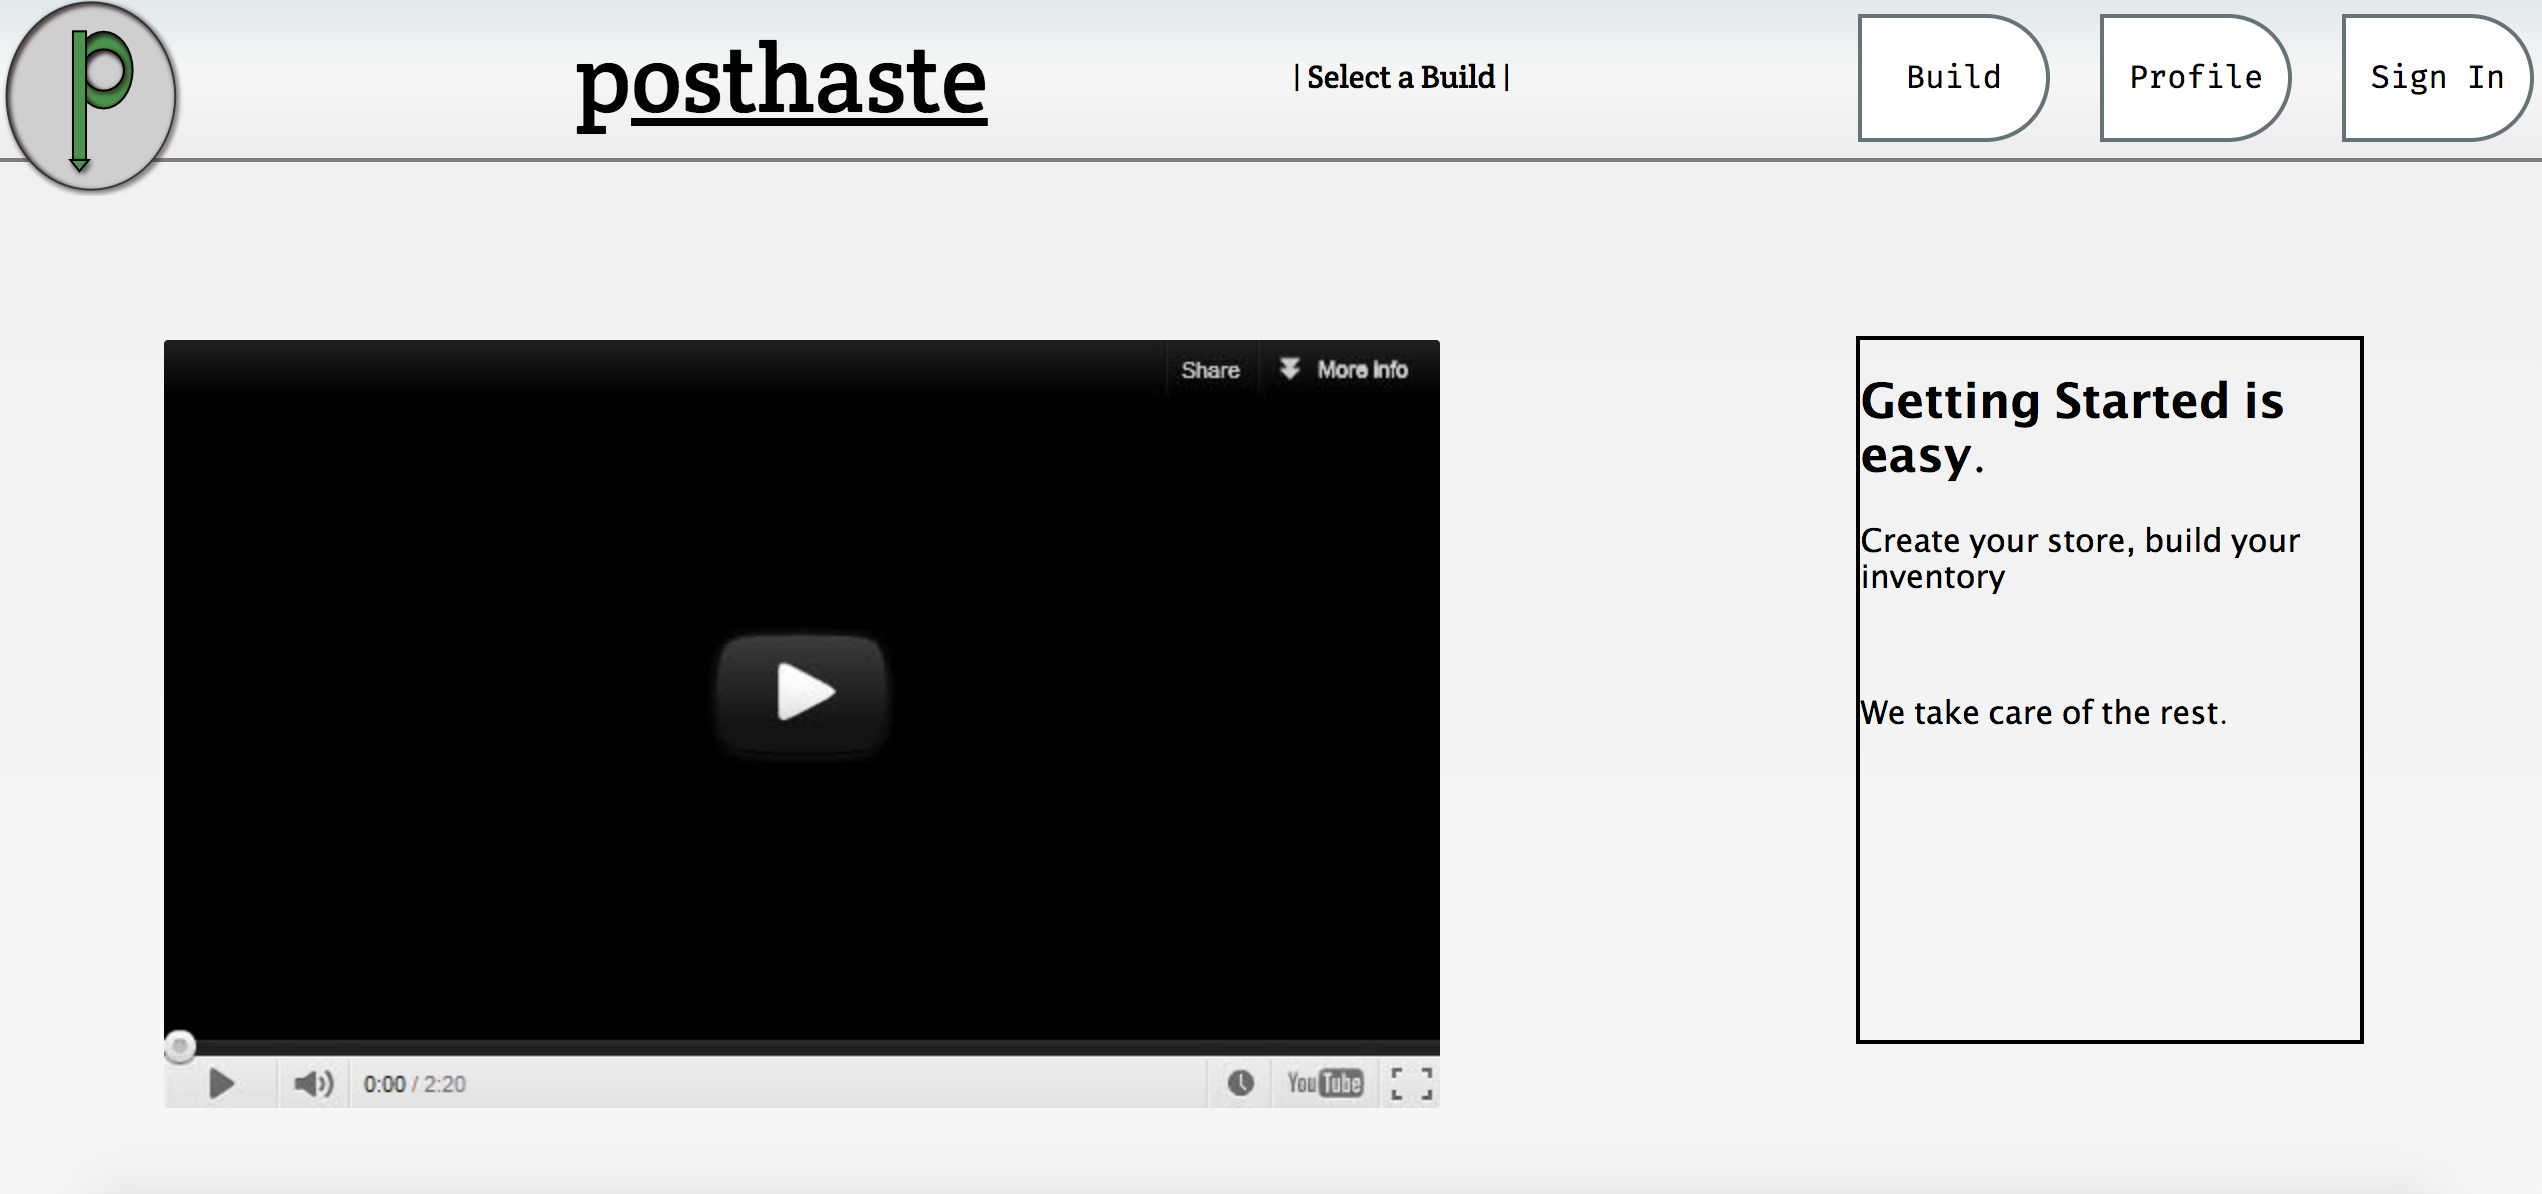 p
posthaste
| Select a Build |
Build
Profile
Sign In
Share
More info
Getting Started is
easy.
Create your store, build your
inventory
We take care of the rest.
0:00 / 2:20
YouTube